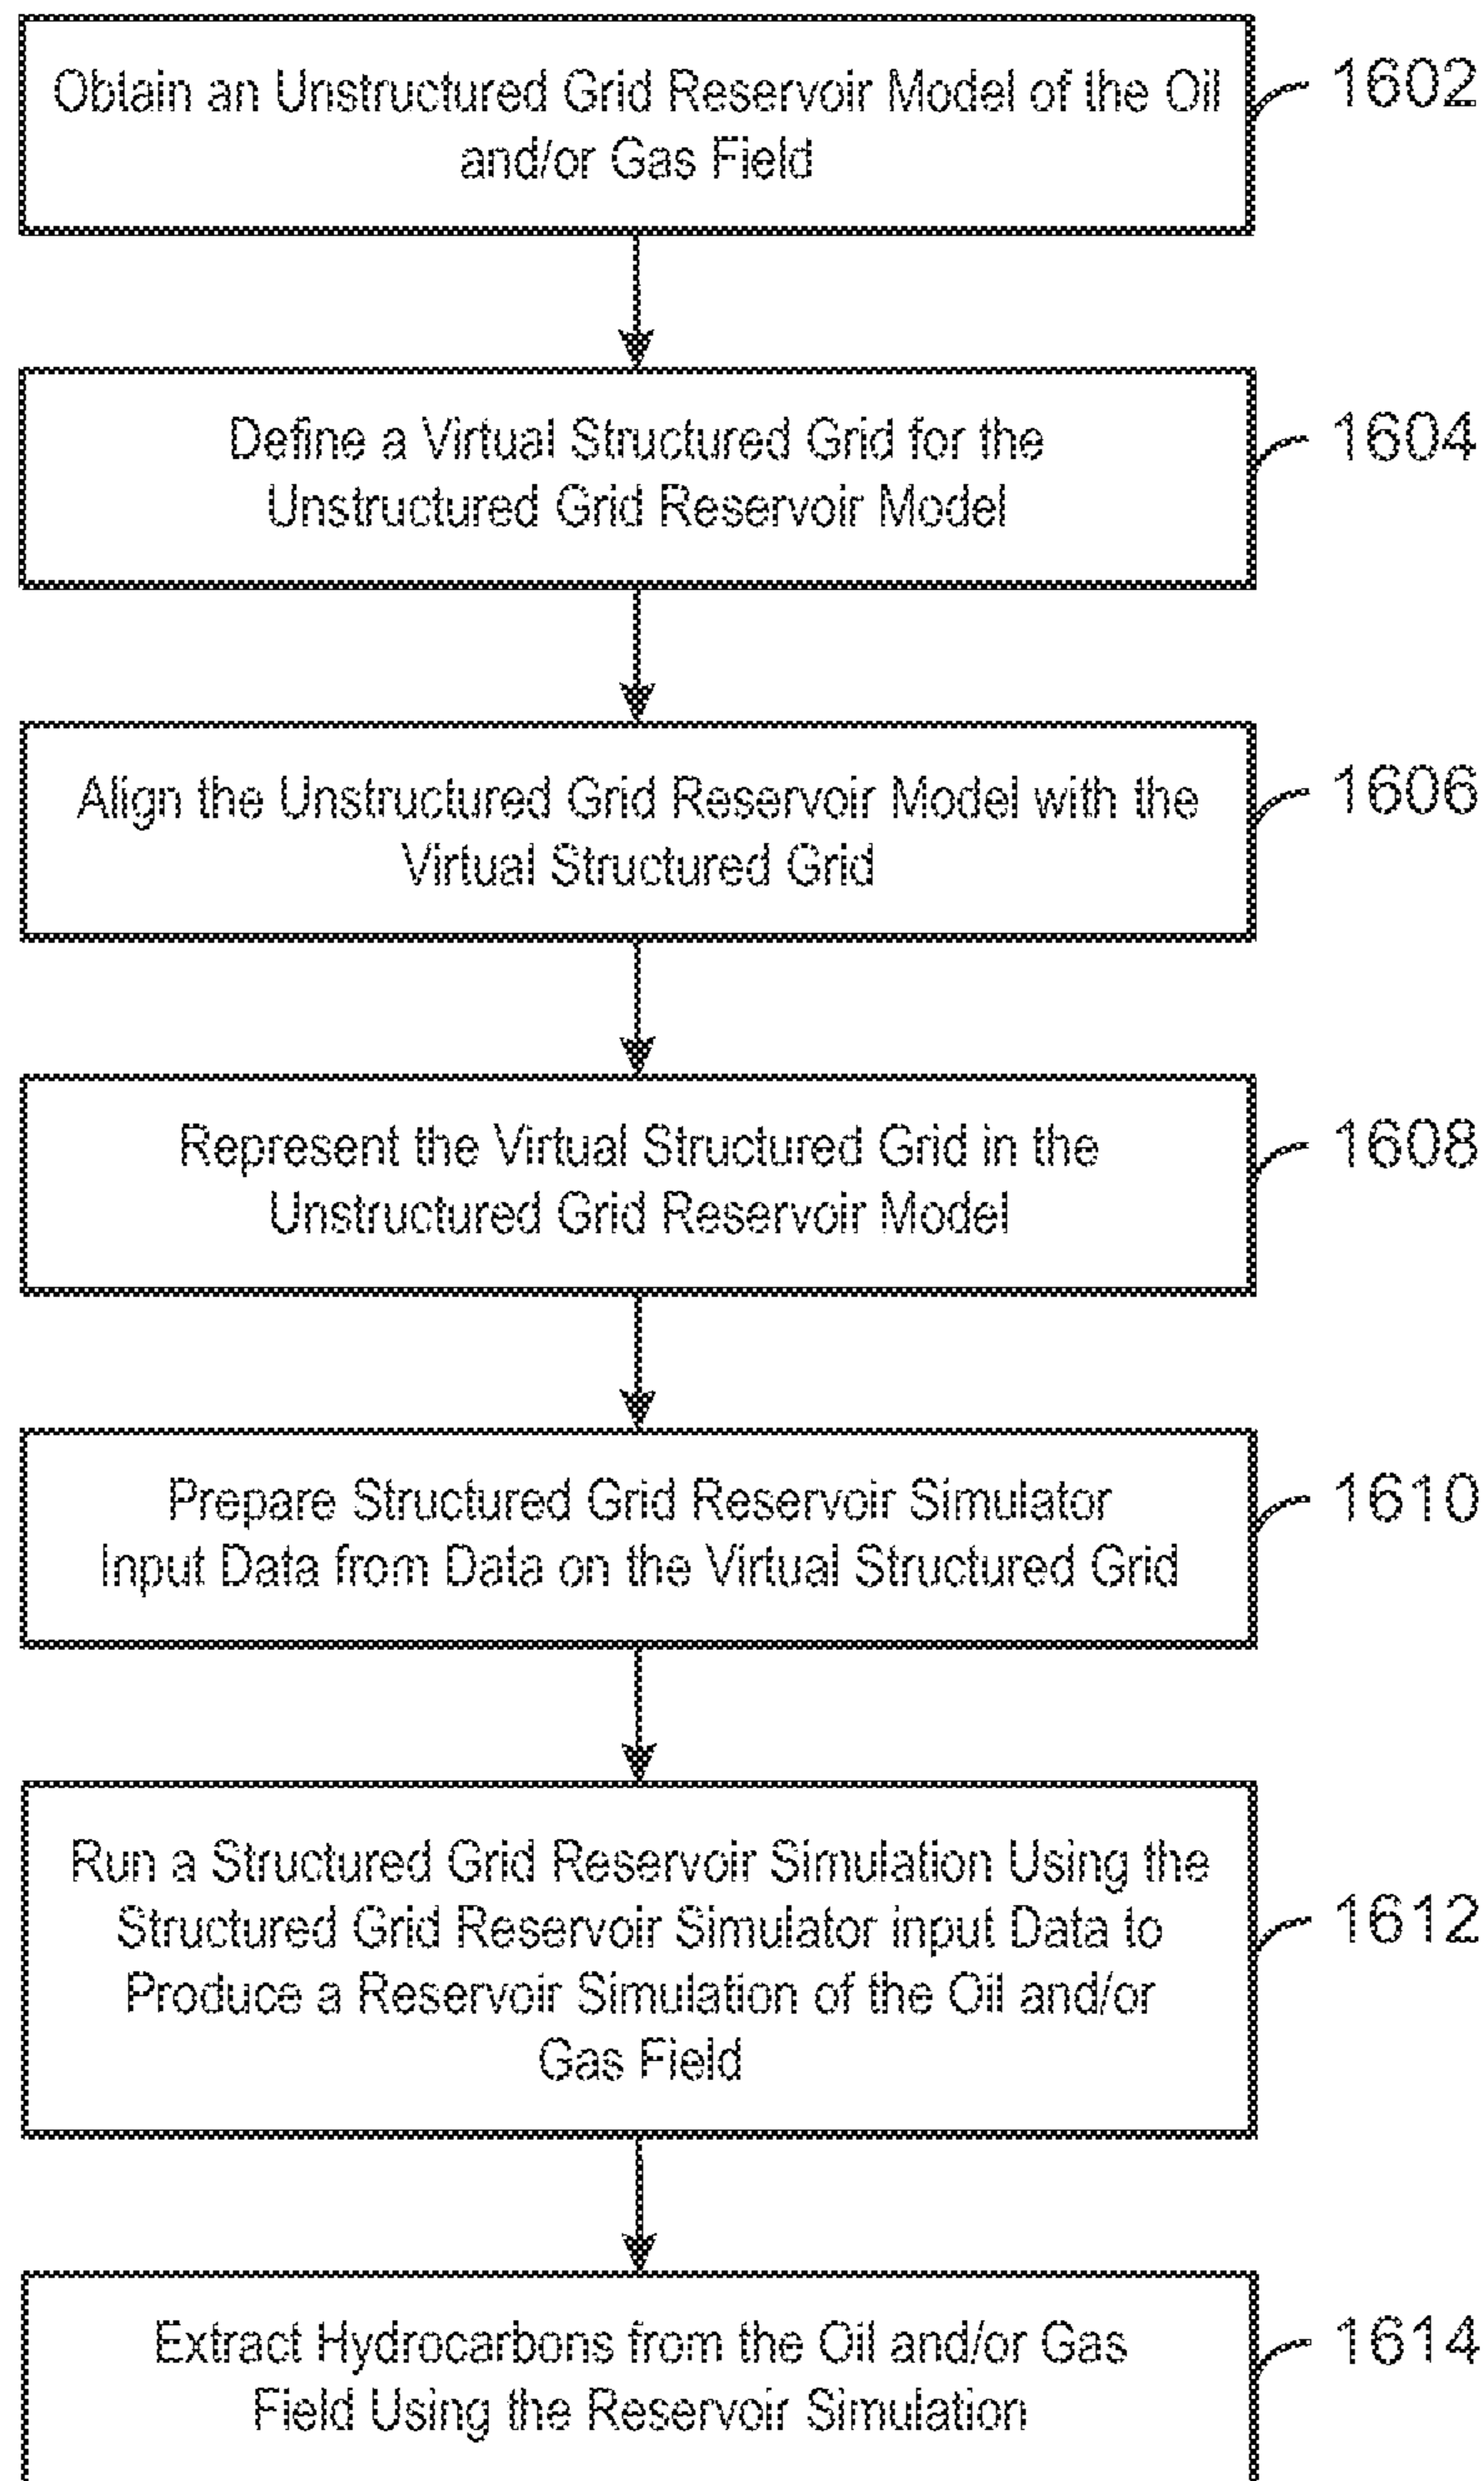 Obtain an Unstructured Grid Reservoir Model of the Oil
and/or Gas Field
1602
Define a Virtual Structured Grid for the
Unstructured Grid Reservoir Model
1604
Align the Unstructured Grid Reservoir Model with the
Virtual Structured Grid
1606
Represent the Virtual Structured Grid in the
Unstructured Grid Reservoir Model
1608
Prepare Structured Grid Reservoir Simulator
Input Data from Data on the Virtual Structured Grid
1610
Run a Structured Grid Reservoir Simulation Using the
Structured Grid Reservoir Simulator input Data to
Produce a Reservoir Simulation of the Oil and/or
Gas Field
1612
Extract Hydrocarbons from the Oil and/or Gas
Field Using the Reservoir Simulation
1614